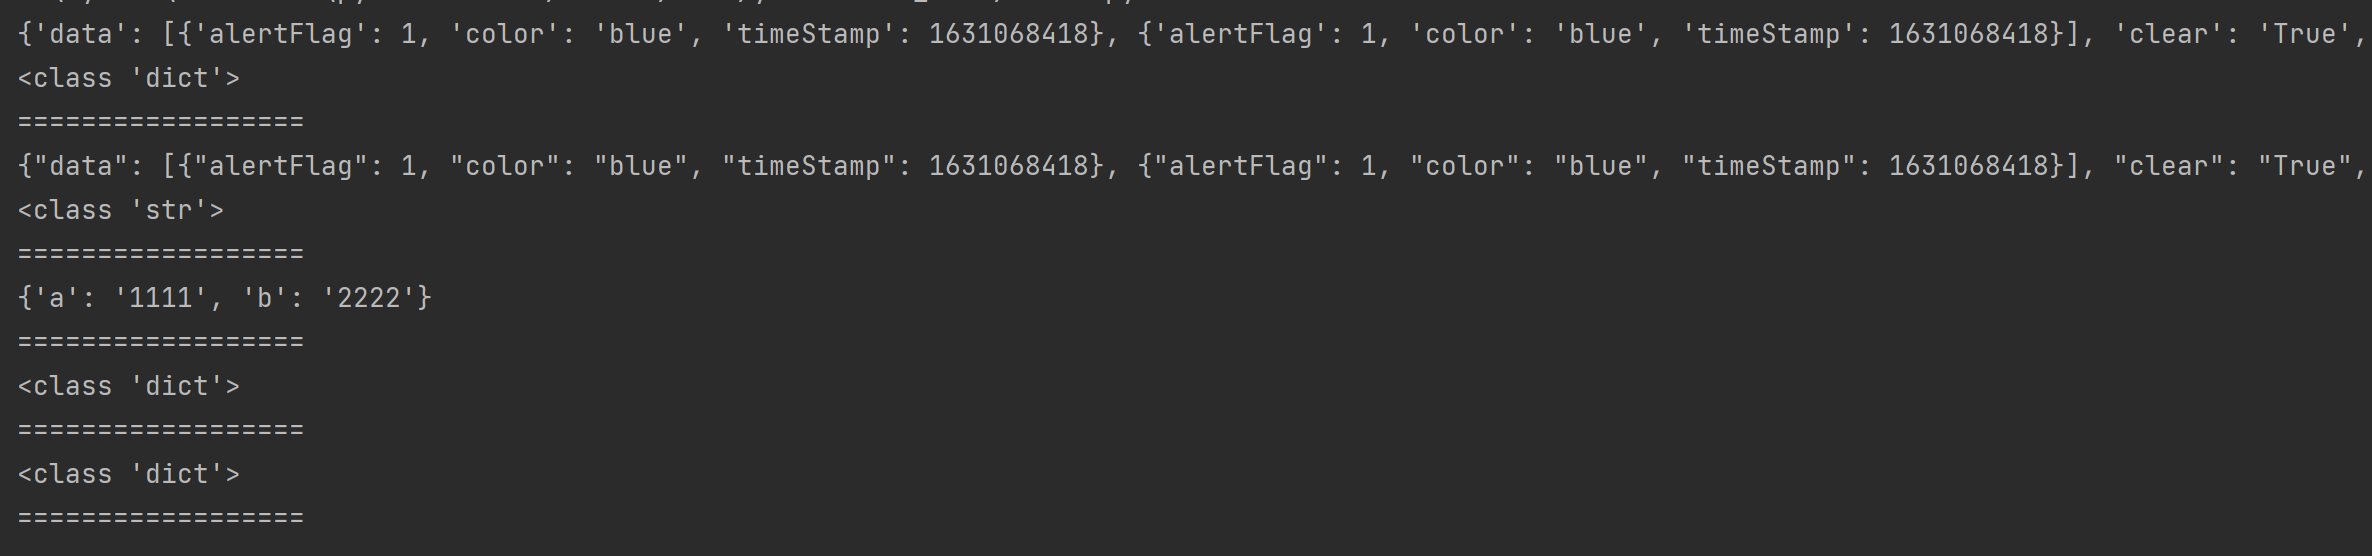 {'data': [{'alertFlag': 1, 'color': 'blue', 'timeStamp': 1631068418}, {'alertFlag': 1, 'color': 'blue', 'timeStamp': 1631068418}], 'clear': 'True',
<class 'dict'>
==================
{"data": [{"alertFlag": 1, "color": "blue", "timeStamp": 1631068418}, {"alertFlag": 1, "color": "blue", "timeStamp": 1631068418}], "clear": "True",
<class 'str'>
==================
{'a': '1111', 'b': '2222'}
==================
<class 'dict'>
==================
<class 'dict'>
==================